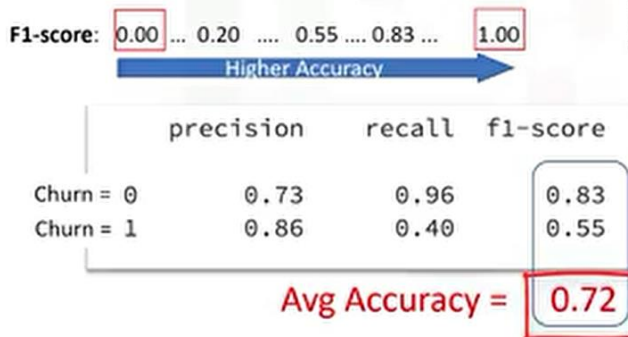 F1-score: 0.00 ... 0.20 .... 0.55 .... 0.83 ... 1.00
Higher Accuracy
precision recall f1-score
Churn = 0 0.73 0.96 0.83
Churn = 1 0.86 0.40 0.55
Avg Accuracy = 0.72